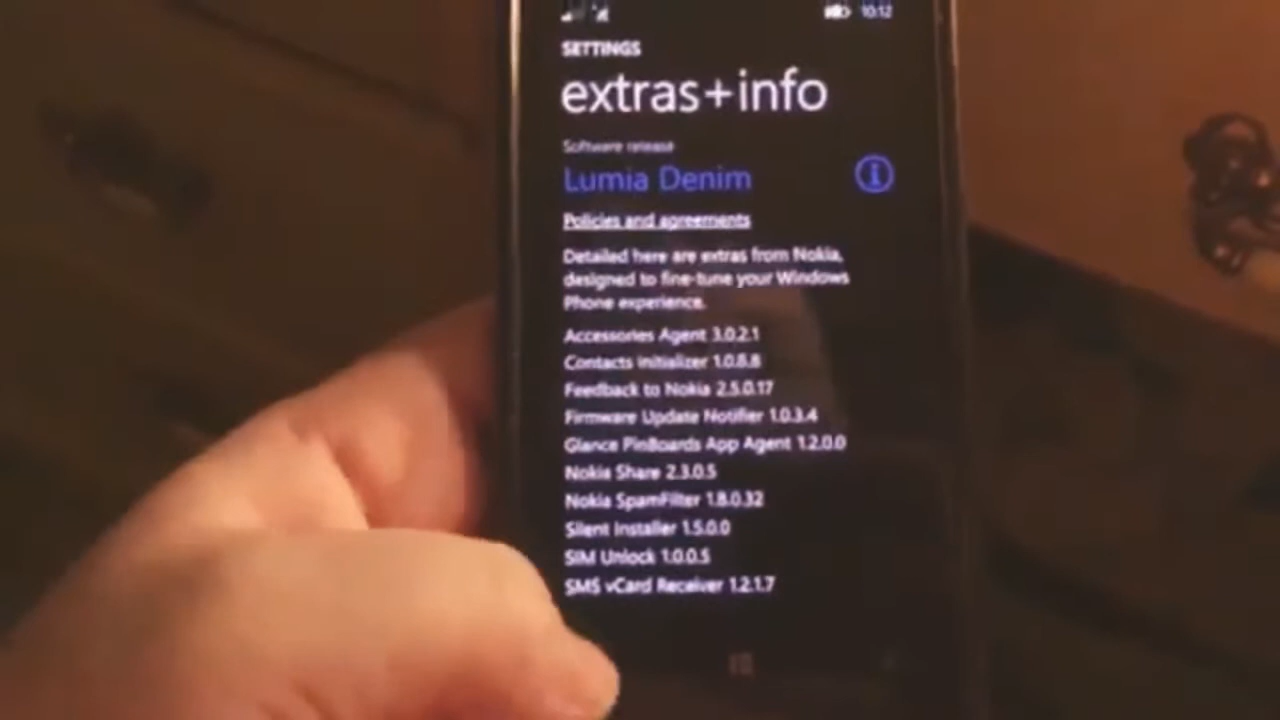 10:12
SETTINGS
extras+info
Software release
Lumia Denim
Policies and agreements
Detailed here are extras from Nokia,
designed to fine-tune your Windows
Phone experience.
Accessories Agent 3.0.2.1
Contacts Initializer 1.0.8.8
Feedback to Nokia 2.5.0.17
Firmware Update Notifier 1.0.3.4
Glance PinBoards App Agent 1.2.0.0
Nokia Share 2.3.0.5
Nokia SpamFilter 1.8.0.32
Silent Installer 1.5.0.0
SIM Unlock 1.0.0.5
SMS vCard Receiver 1.2.1.7